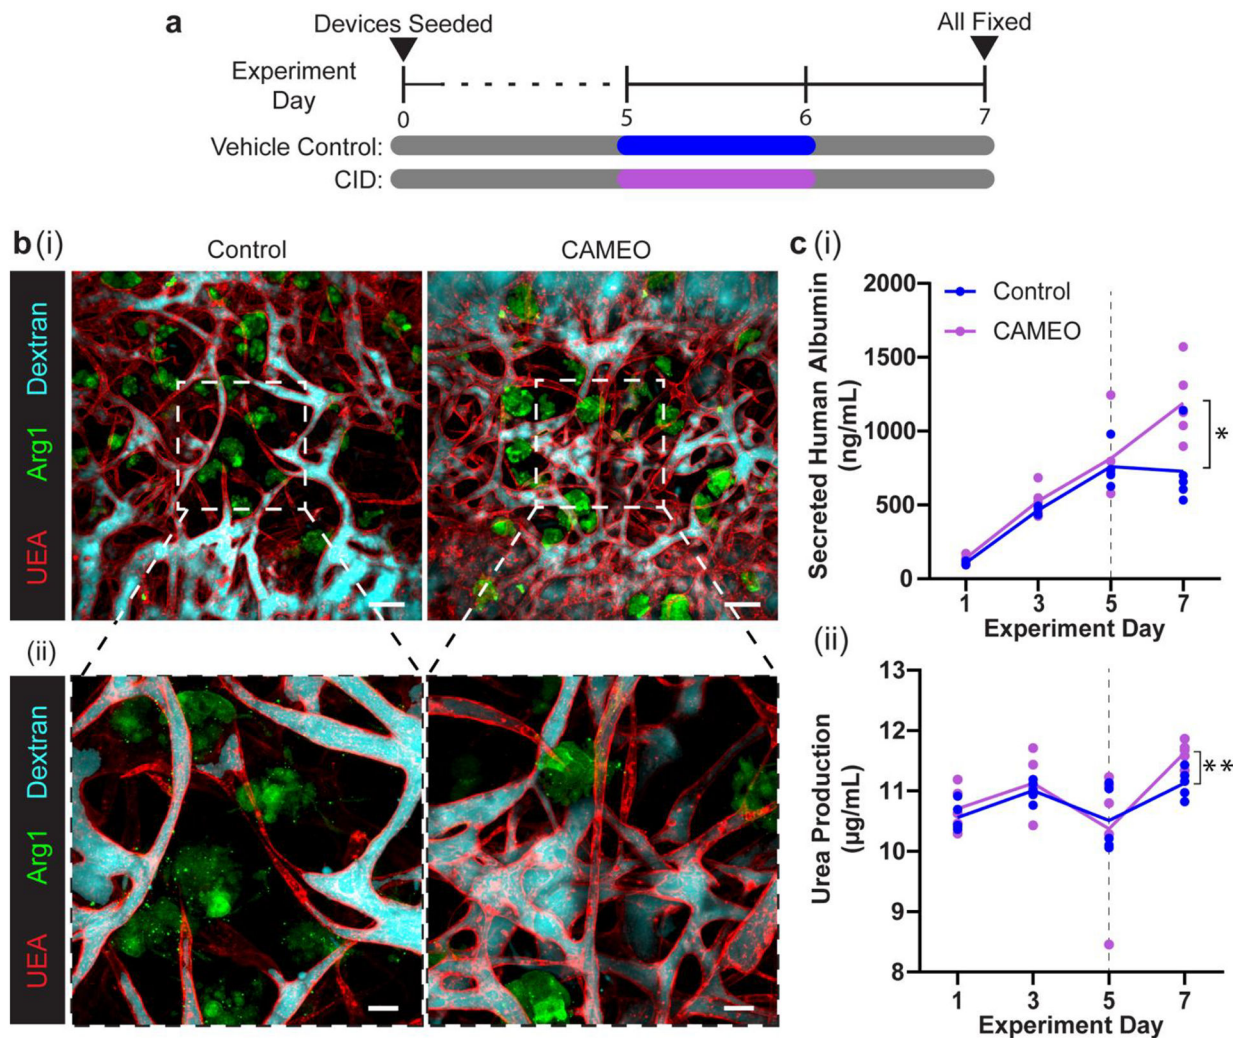 a
Devices Seeded
All Fixed
Experiment
Day
0
5
6
7
Vehicle Control:
CID:
b (i)
Control
CAMEO
UEA Arg1 Dextran
(ii)
UEA Arg1 Dextran
c (i)
Secreted Human Albumin
(ng/mL)
2000
1500
1000
500
0
Control
CAMEO
*
1 3 5 7
Experiment Day
(ii)
Urea Production
(µg/mL)
13
12
11
10
9
8
**
1 3 5 7
Experiment Day